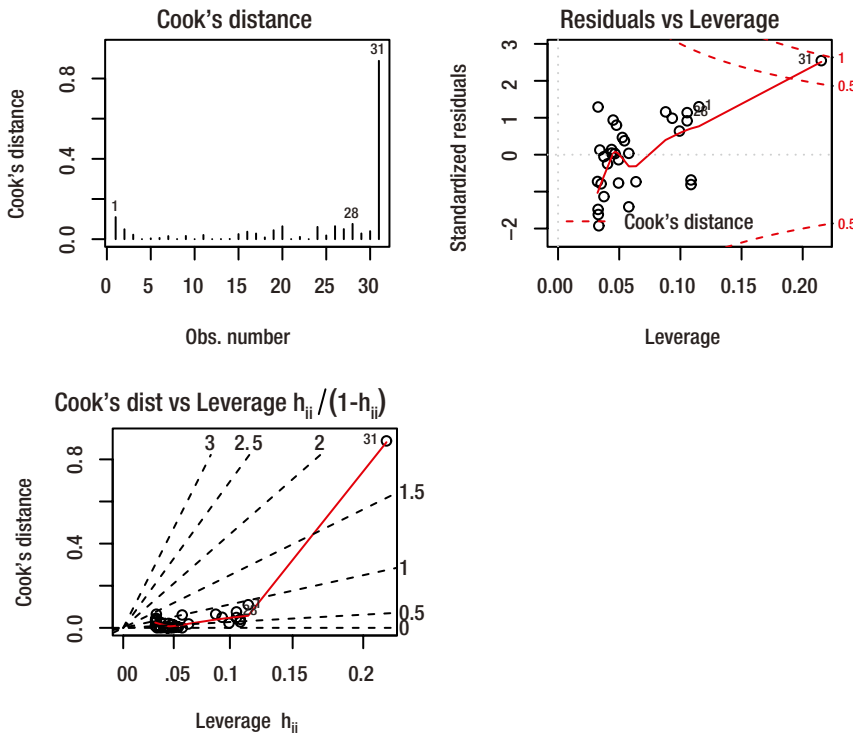 Cook's distance
Cook's distance
0.8
0.4
0.0
31
1
28
0 5 10 15 20 25 30
Obs. number
Residuals vs Leverage
Standardized residuals
3
2
1
0
−2
31
1
28
1
0.5
0.5
Cook's distance
0.00 0.05 0.10 0.15 0.20
Leverage
Cook's dist vs Leverage hii / (1-hii)
Cook's distance
0.8
0.4
0.0
3 2.5 2
31
1.5
1
0.5
0
28
1
00 .05 0.1 0.15 0.2
Leverage hii